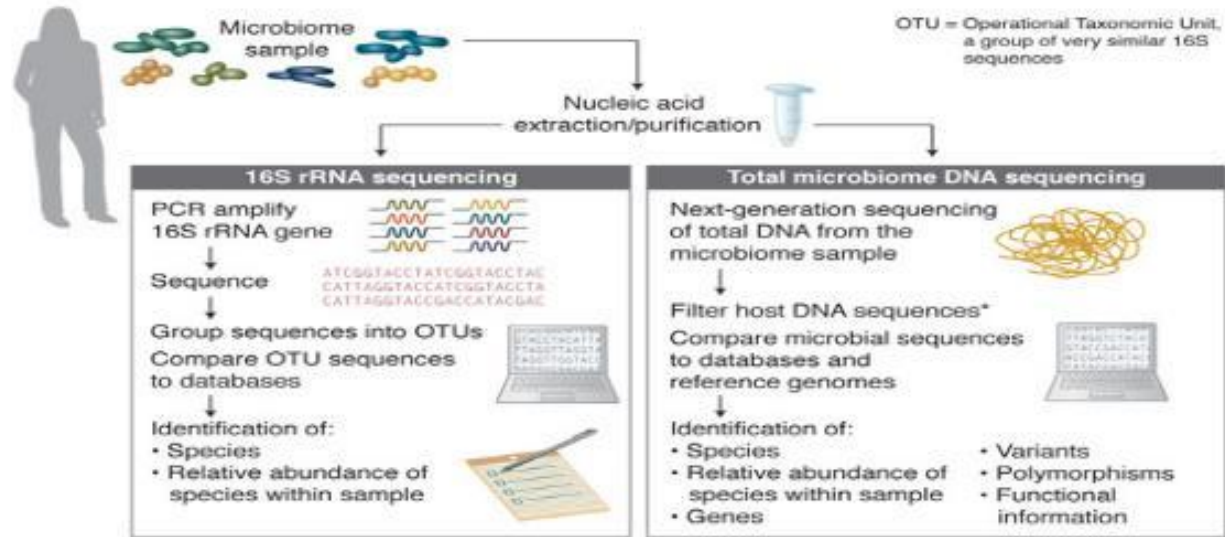 Microbiome
sample
OTU = Operational Taxonomic Unit,
a group of very similar 16S
sequences
Nucleic acid
extraction/purification
16S rRNA sequencing
PCR amplify
16S rRNA gene
Sequence
ATCGGTACCTATCGGTACCTAC
CATTAGGTACCATCGGTACCTA
CATTAGGTACCGACCATACGAC
Group sequences into OTUs
Compare OTU sequences
to databases
Identification of:
• Species
• Relative abundance of
species within sample
Total microbiome DNA sequencing
Next-generation sequencing
of total DNA from the
microbiome sample
Filter host DNA sequences*
Compare microbial sequences
to databases and
reference genomes
Identification of:
• Species
• Relative abundance of
species within sample
• Genes
• Variants
• Polymorphisms
• Functional
information